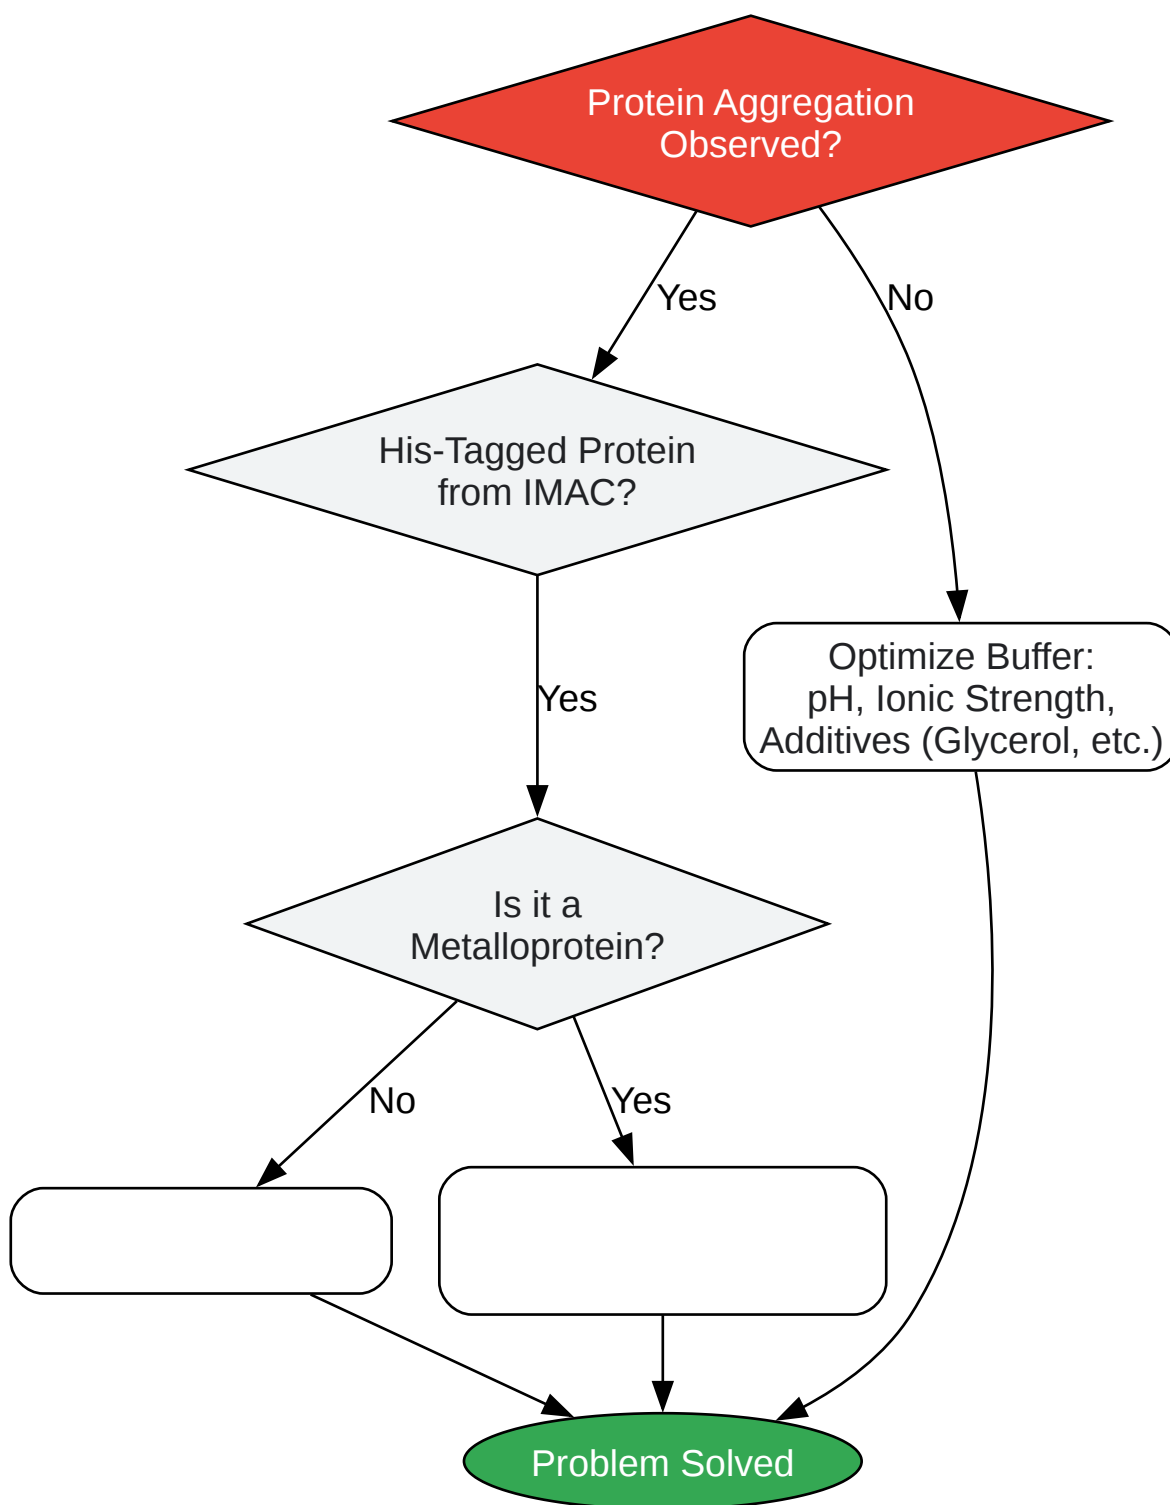 Protein Aggregation
Observed?
Yes
No
His-Tagged Protein
from IMAC?
Yes
Optimize Buffer:
pH, Ionic Strength,
Additives (Glycerol, etc.)
Is it a
Metalloprotein?
No
Yes
Problem Solved